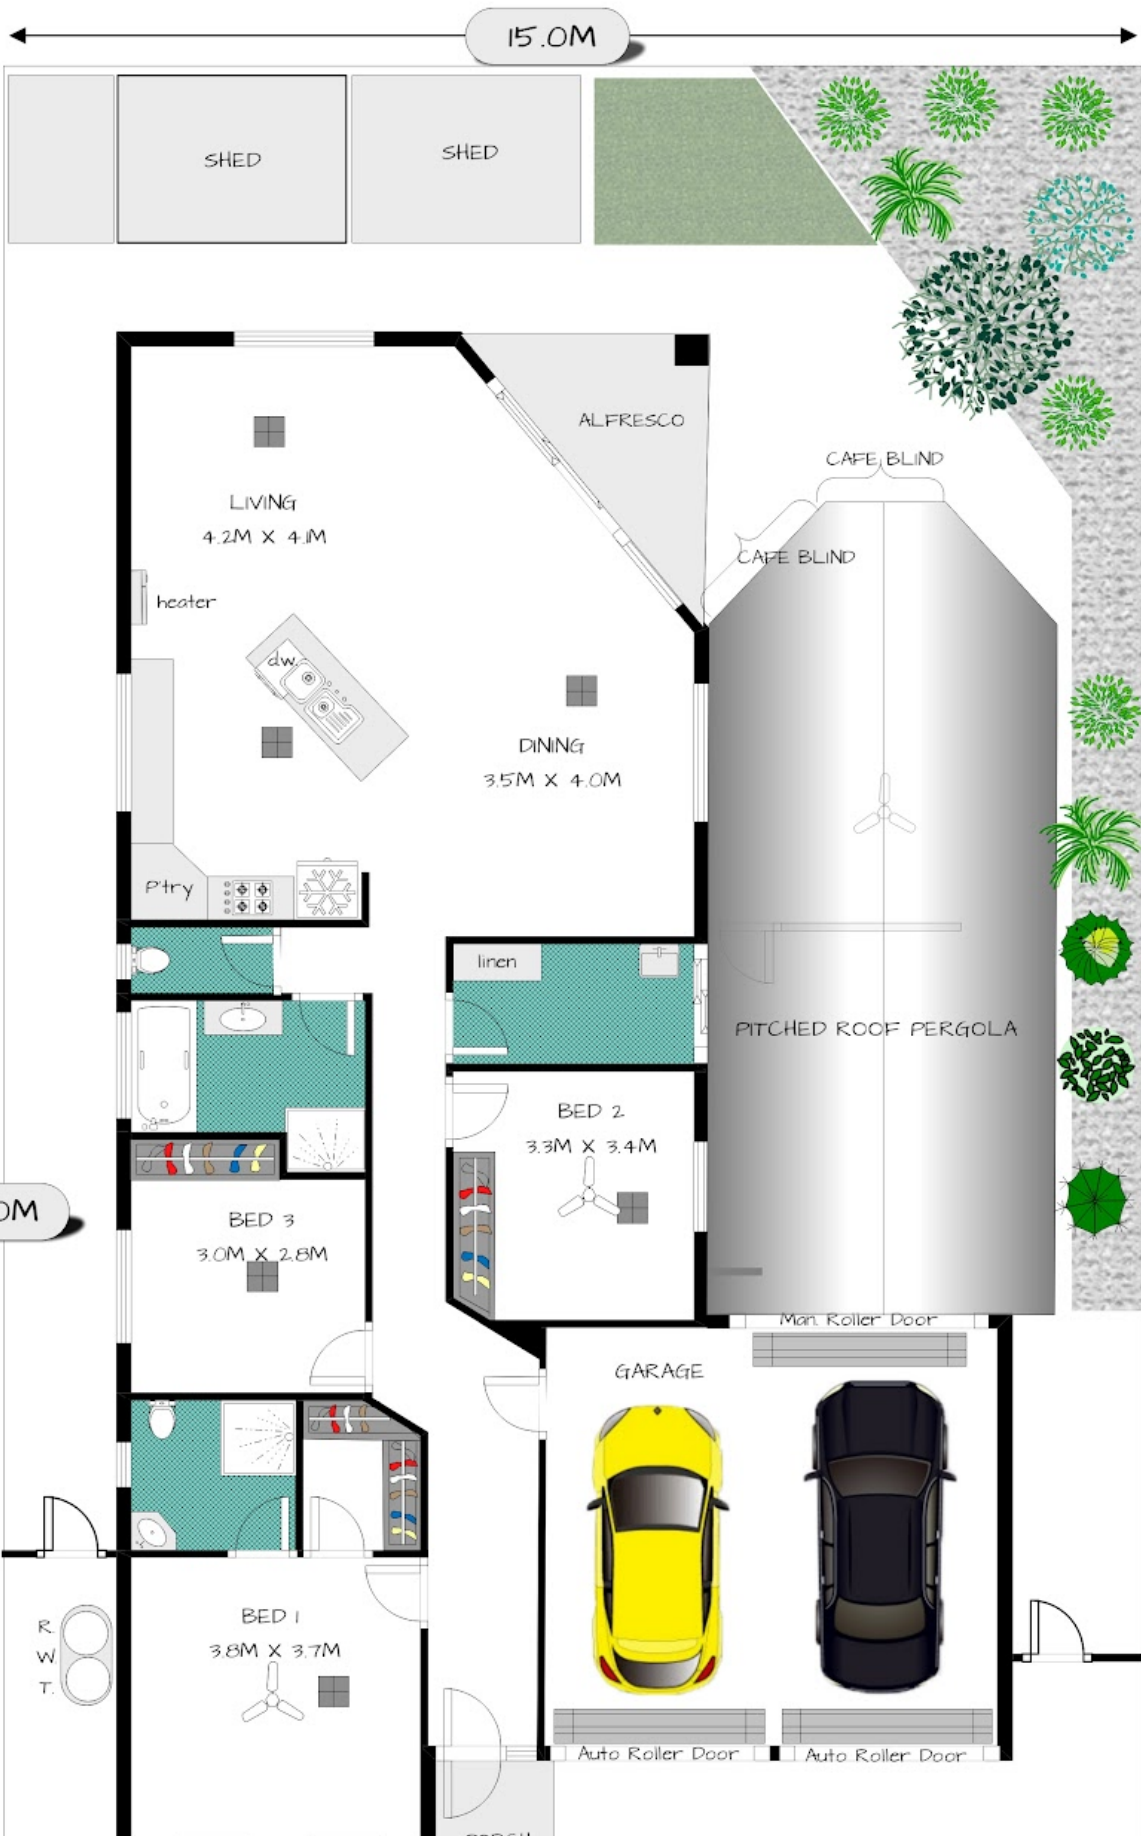 15.0M
SHED
SHED
ALFRESCO
LIVING
4.2M X 4.1M
CAFE BLIND
CAFE BLIND
heater
d.w.
DINING
3.5M X 4.0M
P'try
linen
PITCHED ROOF PERGOLA
BED 2
3.3M X 3.4M
0M
BED 3
3.0M X 2.8M
Man. Roller Door
GARAGE
BED 1
3.8M X 3.7M
R.
W.
T.
Auto Roller Door
Auto Roller Door